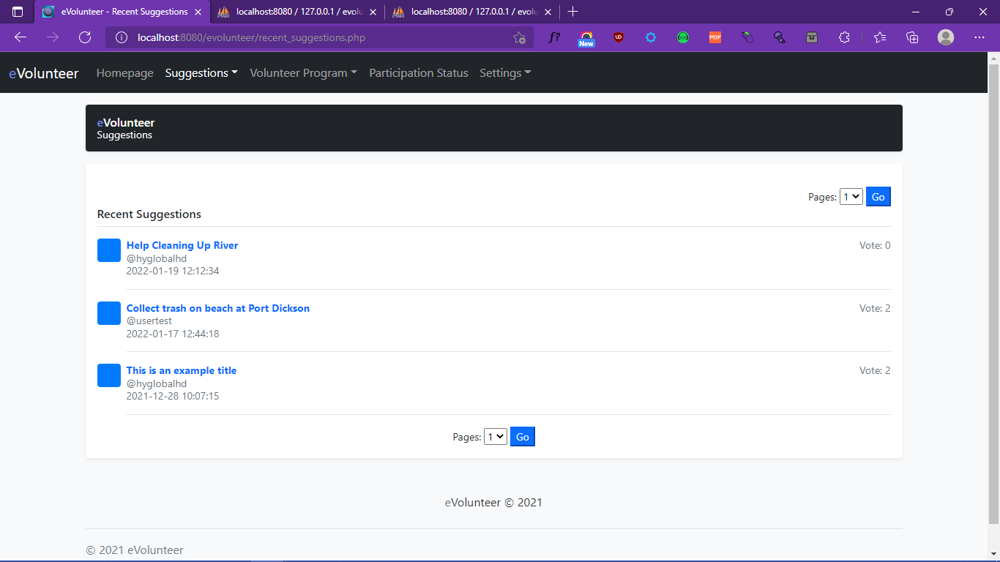 eVolunteer - Recent Suggestions
localhost:8080 / 127.0.0.1 / evolu
localhost:8080 / 127.0.0.1 / evolu
localhost:8080/evolunteer/recent_suggestions.php
f?
New
UD
PDF
eVolunteer Homepage Suggestions Volunteer Program Participation Status Settings
eVolunteer
Suggestions
Pages: 1 Go
Recent Suggestions
Help Cleaning Up River Vote: 0
@hyglobalhd
2022-01-19 12:12:34
Collect trash on beach at Port Dickson Vote: 2
@usertest
2022-01-17 12:44:18
This is an example title Vote: 2
@hyglobalhd
2021-12-28 10:07:15
Pages: 1 Go
eVolunteer © 2021
© 2021 eVolunteer